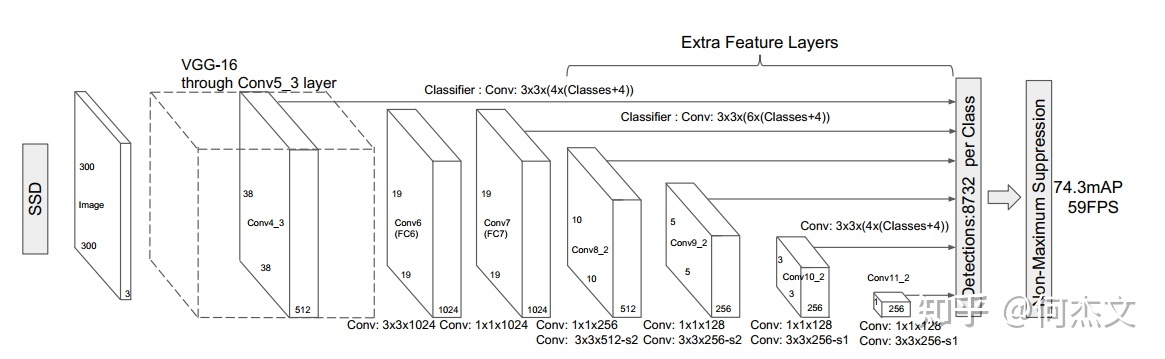 Extra Feature Layers
VGG-16
through Conv5_3 layer
Classifier : Conv: 3x3x(4x(Classes+4))
Classifier : Conv: 3x3x(6x(Classes+4))
SSD
300
Image
300
3
38
Conv4_3
38
512
19
Conv6
(FC6)
19
1024
19
Conv7
(FC7)
19
1024
10
Conv8_2
10
512
5
Conv9_2
5
256
Conv: 3x3x(4x(Classes+4))
3
Conv10_2
3
256
Conv11_2
1
256
Detections:8732 per Class
Non-Maximum Suppression
74.3mAP
59FPS
Conv: 3x3x1024
Conv: 1x1x1024
Conv: 1x1x256
Conv: 3x3x512-s2
Conv: 1x1x128
Conv: 3x3x256-s2
Conv: 1x1x128
Conv: 3x3x256-s1
Conv: 1x1x128
Conv: 3x3x256-s1
知乎 @何杰文